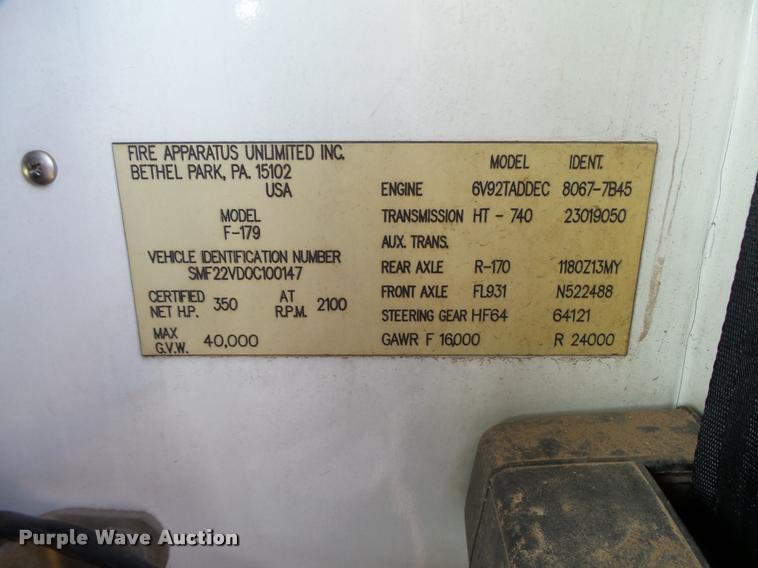 FIRE APPARATUS UNLIMITED INC.
BETHEL PARK, PA. 15102
USA
MODEL
F-179
VEHICLE IDENTIFICATION NUMBER
SMF22VD0C100147
CERTIFIED NET H.P. 350 AT R.P.M. 2100
MAX G.V.W. 40,000
MODEL IDENT.
ENGINE 6V92TADDEC 8067-7B45
TRANSMISSION HT - 740 23019050
AUX. TRANS.
REAR AXLE R-170 1180Z13MY
FRONT AXLE FL931 N522488
STEERING GEAR HF64 64121
GAWR F 16,000 R 24000
Purple Wave Auction